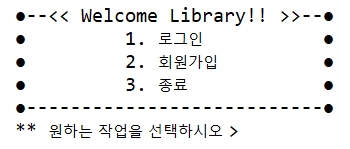 ●--<< Welcome Library!! >>--●
● 1. 로그인 ●
● 2. 회원가입 ●
● 3. 종료 ●
●---------------------------●
** 원하는 작업을 선택하시오 >